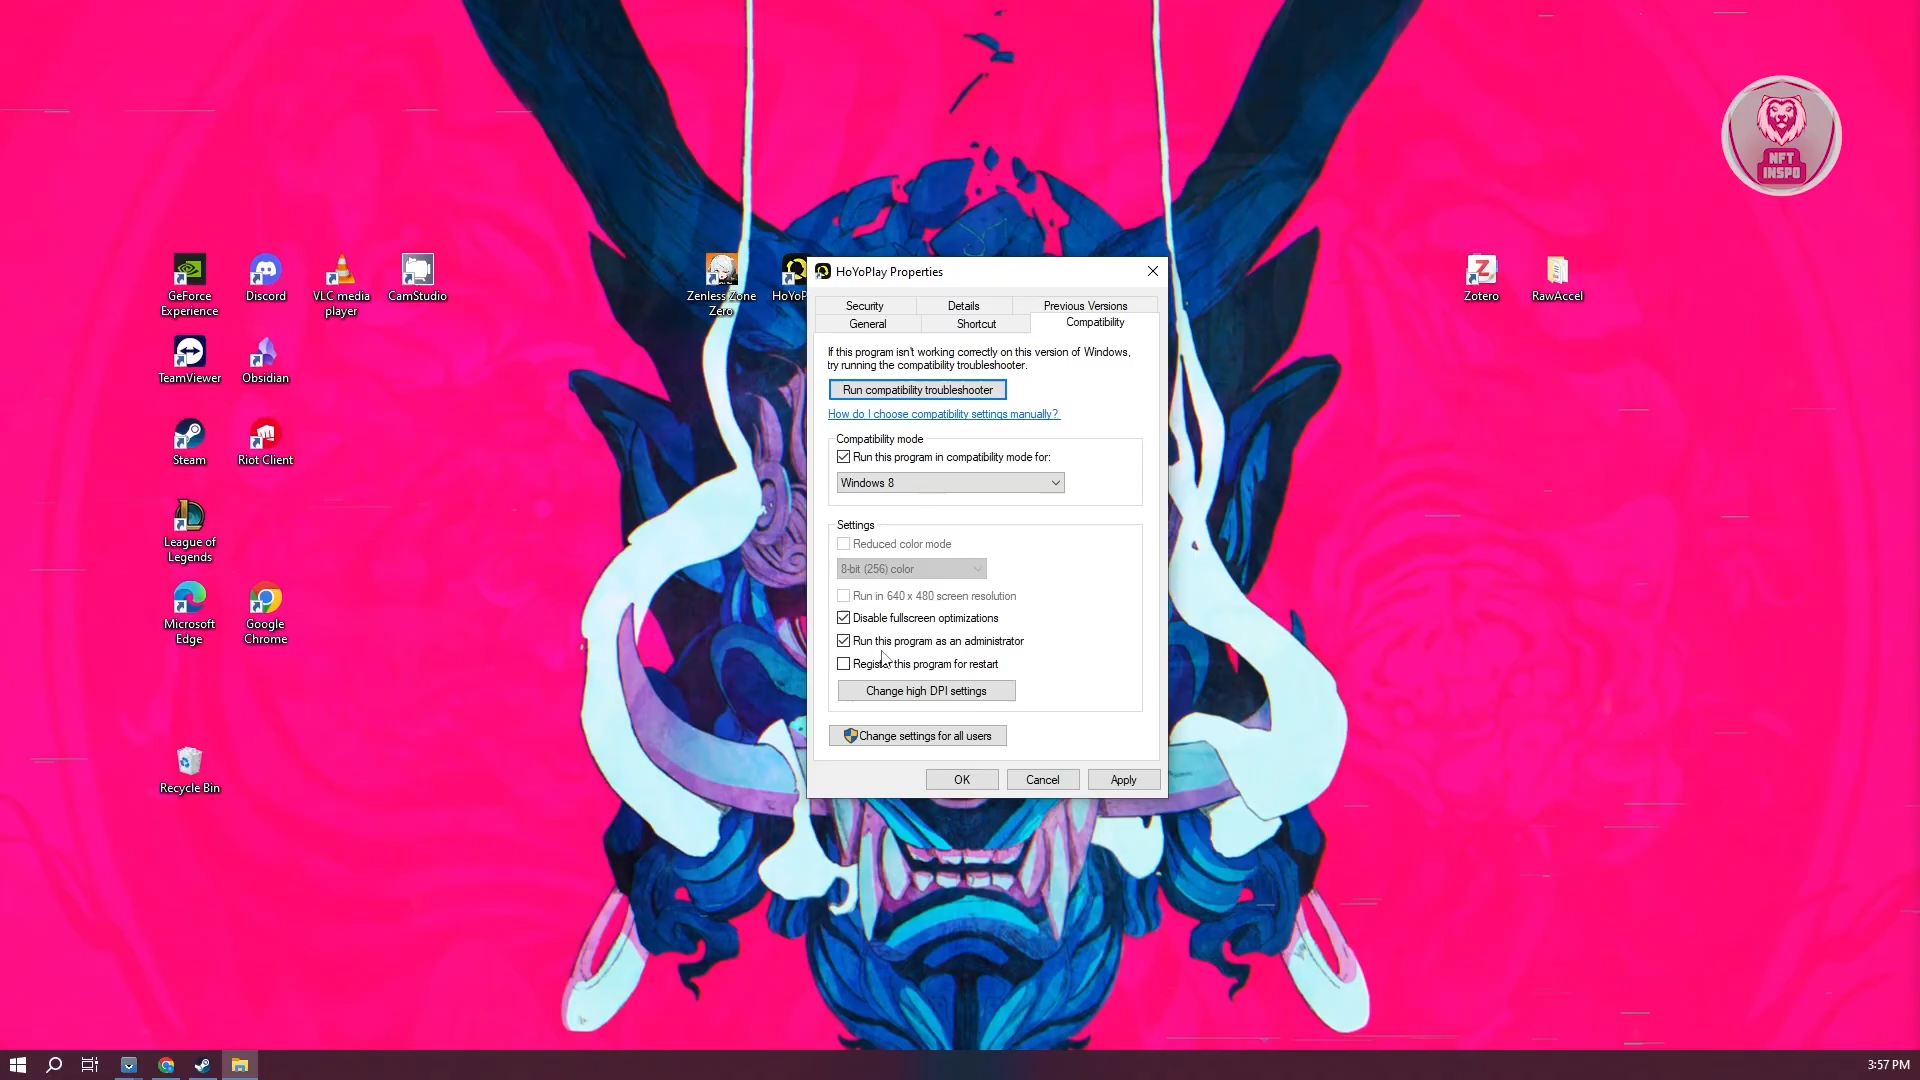 NFT
INSPO
GeForce
Experience
Discord
VLC media
player
CamStudio
Zenless Zone
Zero
HoYoP
Zotero
RawAccel
TeamViewer
Obsidian
Steam
Riot Client
League of
Legends
Microsoft
Edge
Google
Chrome
Recycle Bin
HoYoPlay Properties
Security
Details
Previous Versions
General
Shortcut
Compatibility
If this program isn't working correctly on this version of Windows,
try running the compatibility troubleshooter.
Run compatibility troubleshooter
How do I choose compatibility settings manually?
Compatibility mode
Run this program in compatibility mode for:
Windows 8
Settings
Reduced color mode
8-bit (256) color
Run in 640 x 480 screen resolution
Disable fullscreen optimizations
Run this program as an administrator
Register this program for restart
Change high DPI settings
Change settings for all users
OK
Cancel
Apply
3:57 PM